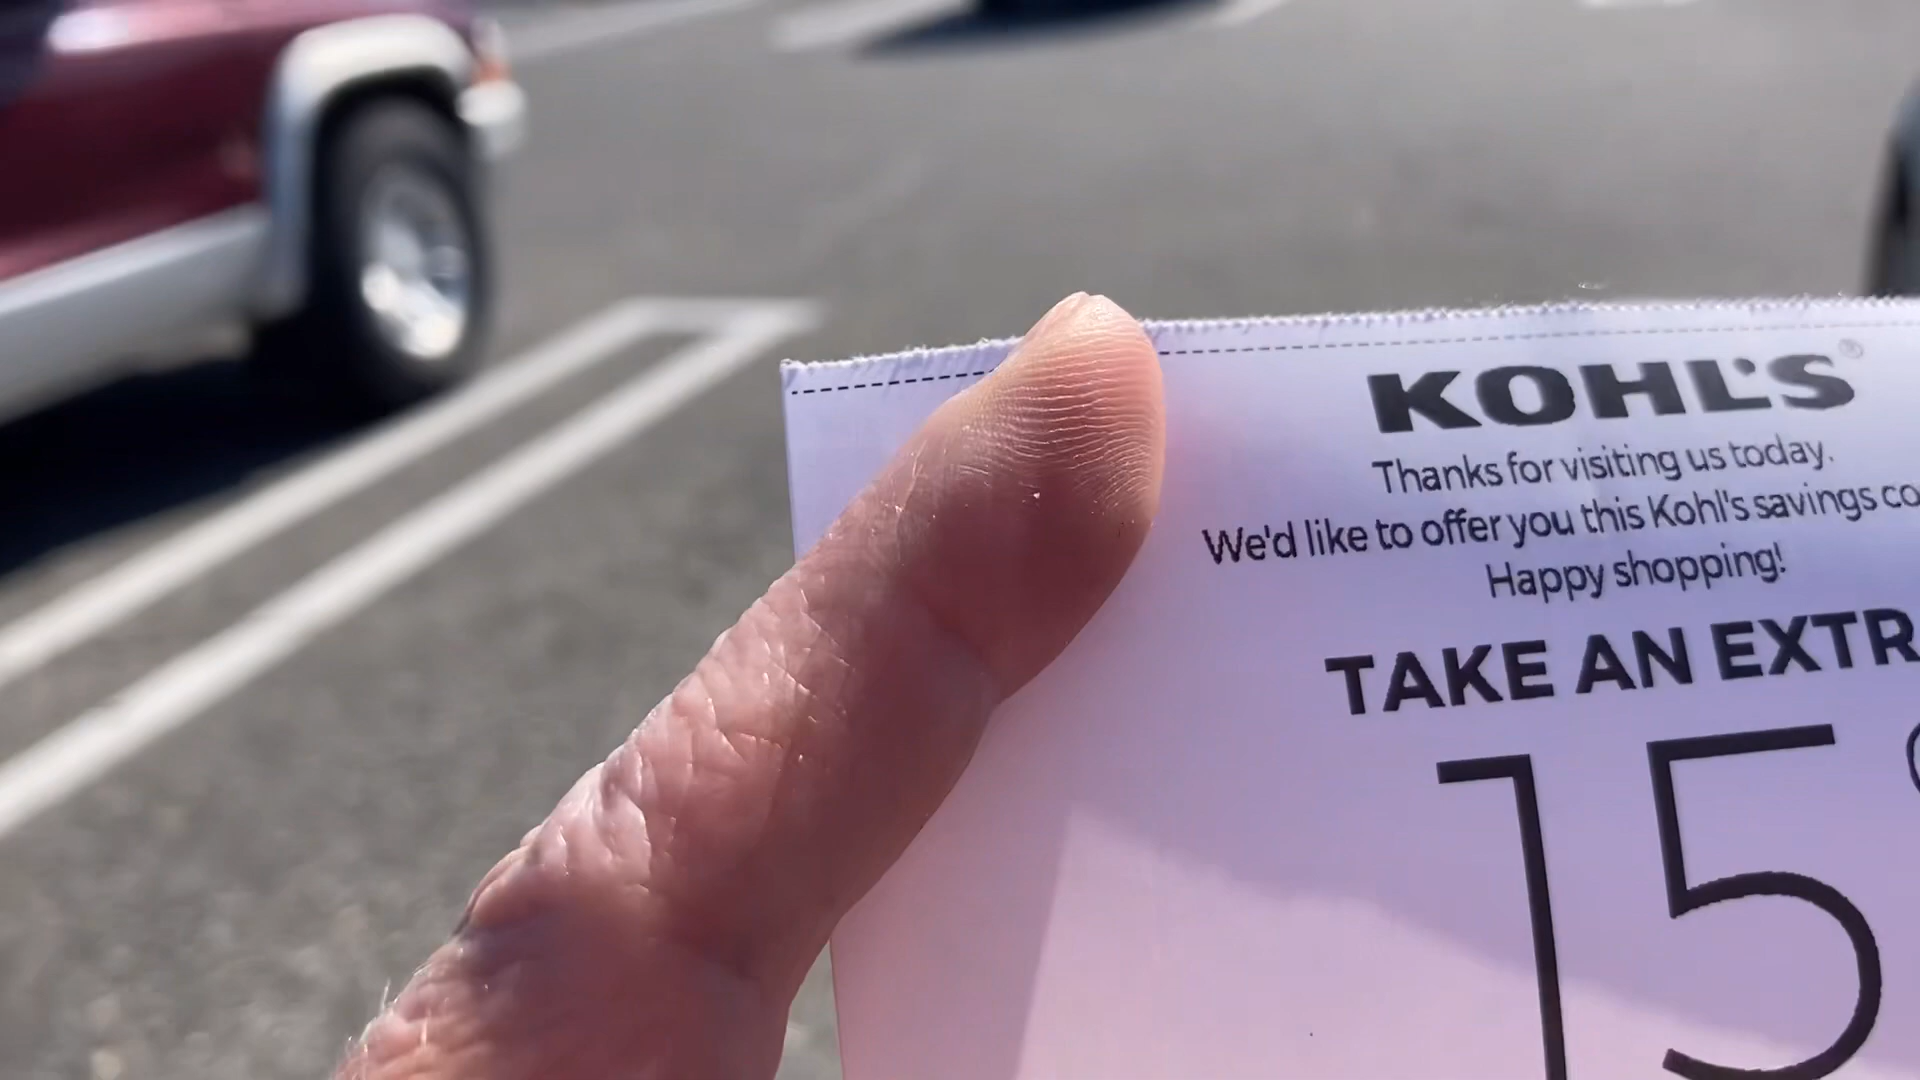 KOHL'S®
Thanks for visiting us today.
We'd like to offer you this Kohl's savings
Happy shopping!
TAKE AN
15